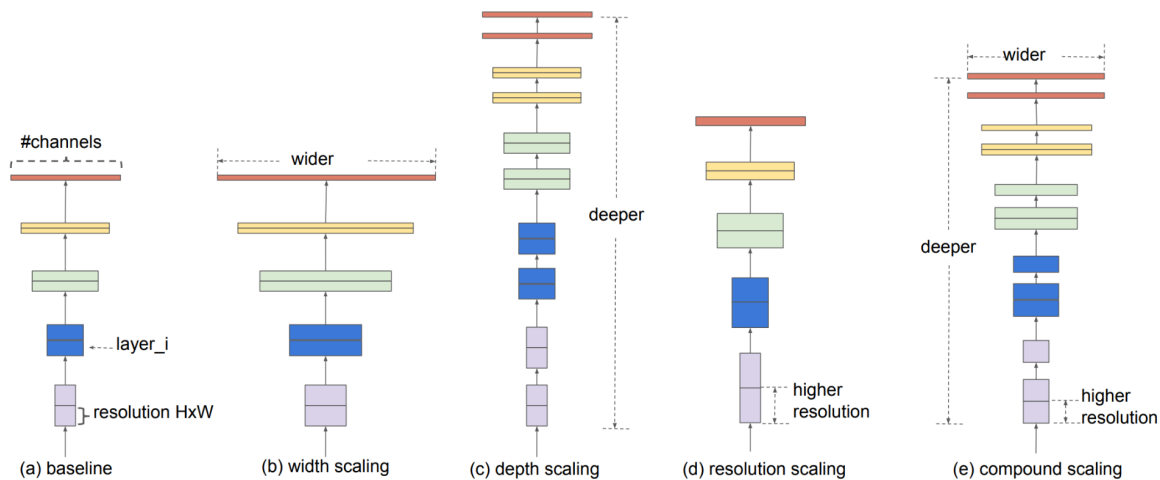 #channels
layer_i
resolution HxW
(a) baseline
wider
(b) width scaling
deeper
(c) depth scaling
higher
resolution
(d) resolution scaling
wider
deeper
higher
resolution
(e) compound scaling